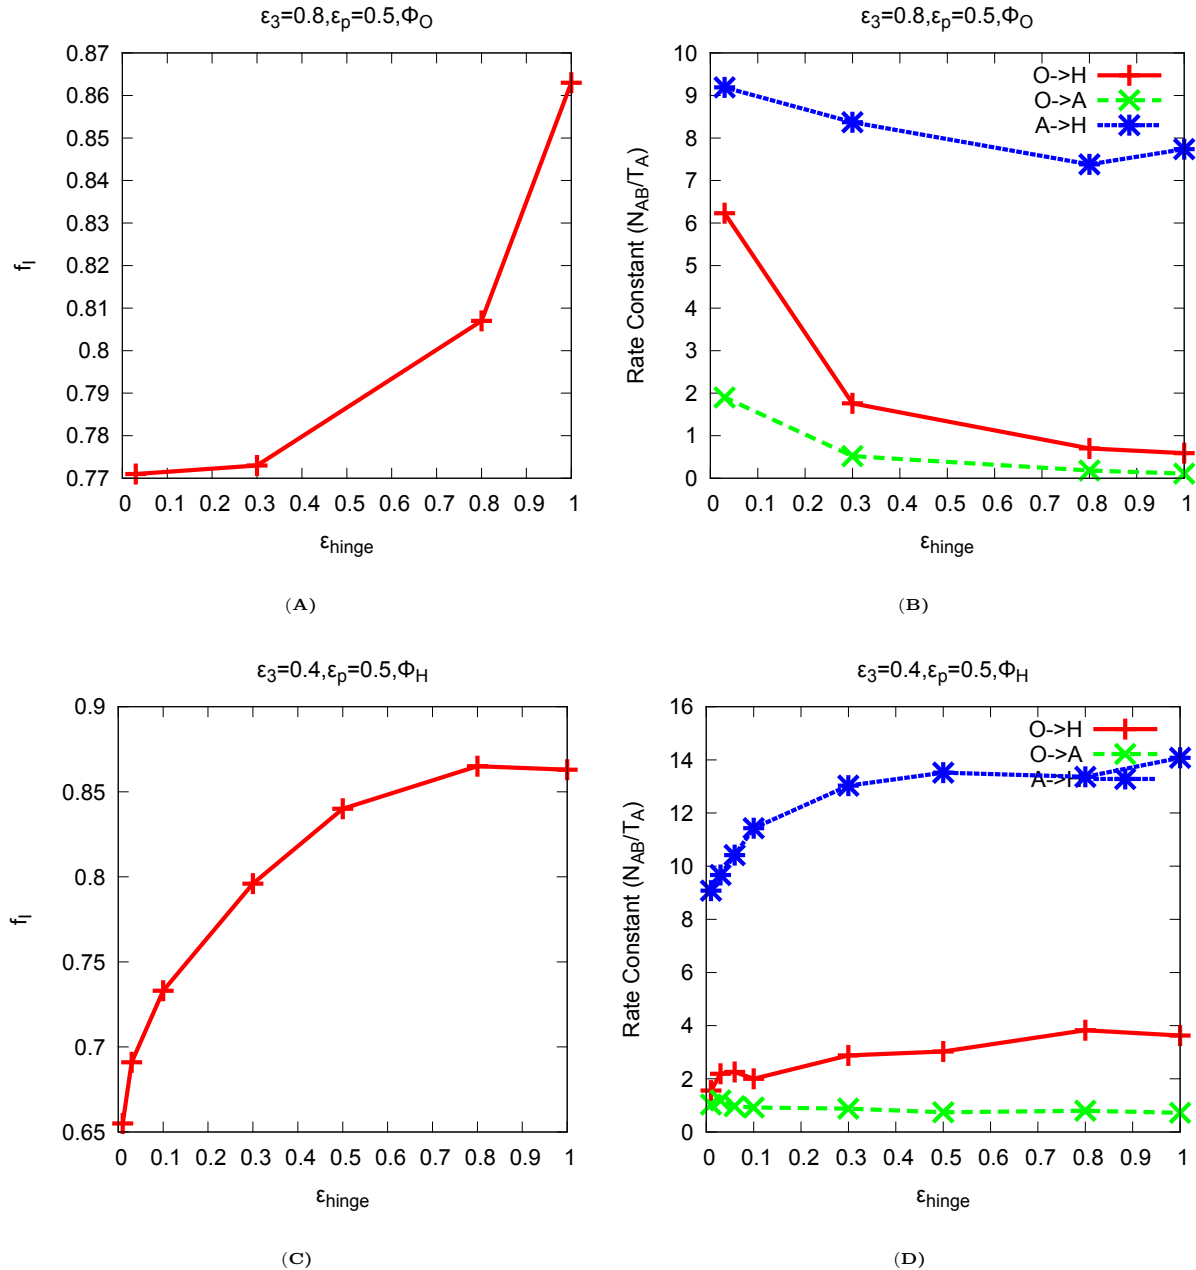 ε3=0.8,εp=0.5,ΦO
0.87
0.86
0.85
0.84
0.83
0.82
0.81
0.8
0.79
0.78
0.77
fI
0 0.1 0.2 0.3 0.4 0.5 0.6 0.7 0.8 0.9 1
εhinge
(A)
ε3=0.8,εp=0.5,ΦO
10
9
8
7
6
5
4
3
2
1
0
Rate Constant (NAB/TA)
O->H
O->A
A->H
0 0.1 0.2 0.3 0.4 0.5 0.6 0.7 0.8 0.9 1
εhinge
(B)
ε3=0.4,εp=0.5,ΦH
0.9
0.85
0.8
0.75
0.7
0.65
fI
0 0.1 0.2 0.3 0.4 0.5 0.6 0.7 0.8 0.9 1
εhinge
(C)
ε3=0.4,εp=0.5,ΦH
16
14
12
10
8
6
4
2
0
Rate Constant (NAB/TA)
O->H
O->A
A->H
0 0.1 0.2 0.3 0.4 0.5 0.6 0.7 0.8 0.9 1
εhinge
(D)